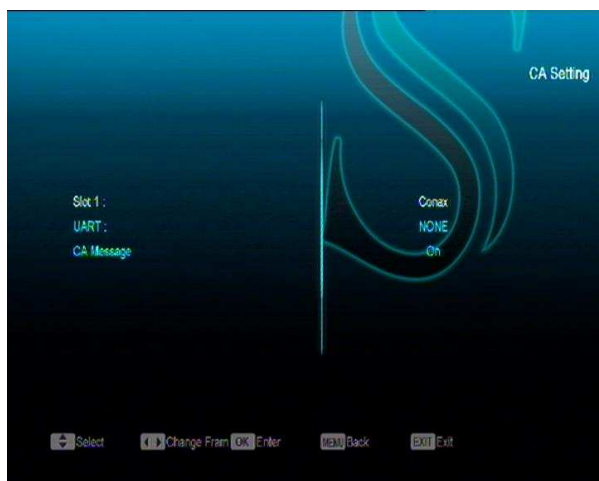 CA Setting
Slot 1 : Conax
UART : NONE
CA Message On
Select Change Fram OK Enter MENU Back EXIT Exit